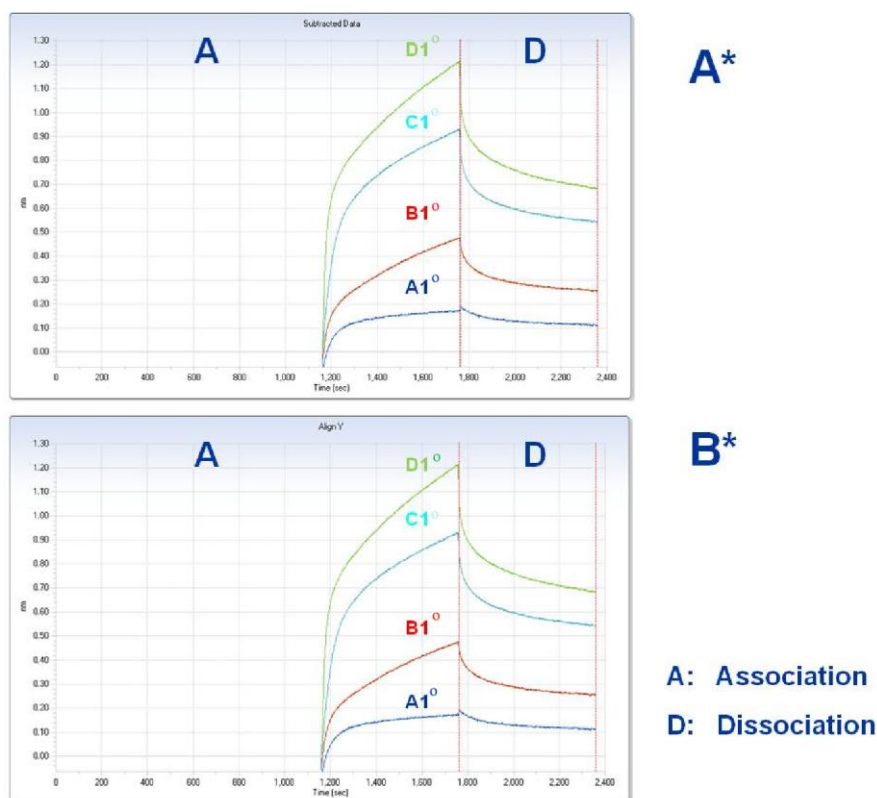 Subtracted Data
A
D
A*
D1°
C1°
B1°
A1°
nm
1.30
1.20
1.10
1.00
0.90
0.80
0.70
0.60
0.50
0.40
0.30
0.20
0.10
0.00
0 200 400 600 800 1,000 1,200 1,400 1,600 1,800 2,000 2,200 2,400
Time (sec)
Align Y
A
D
B*
D1°
C1°
B1°
A1°
nm
1.30
1.20
1.10
1.00
0.90
0.80
0.70
0.60
0.50
0.40
0.30
0.20
0.10
0.00
0 200 400 600 800 1,000 1,200 1,400 1,600 1,800 2,000 2,200 2,400
Time (sec)
A: Association
D: Dissociation